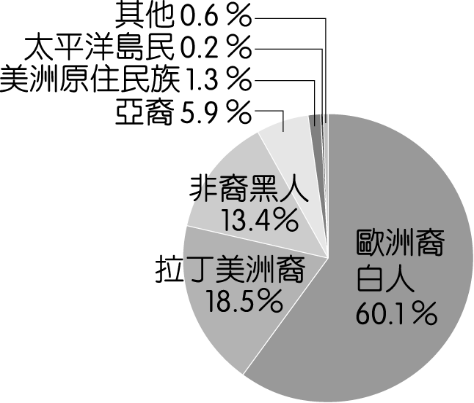 其他 0.6％
太平洋島民 0.2％
美洲原住民族 1.3％
亞裔 5.9％
非裔黑人
13.4％
拉丁美洲裔
18.5％
歐洲裔
白人
60.1％